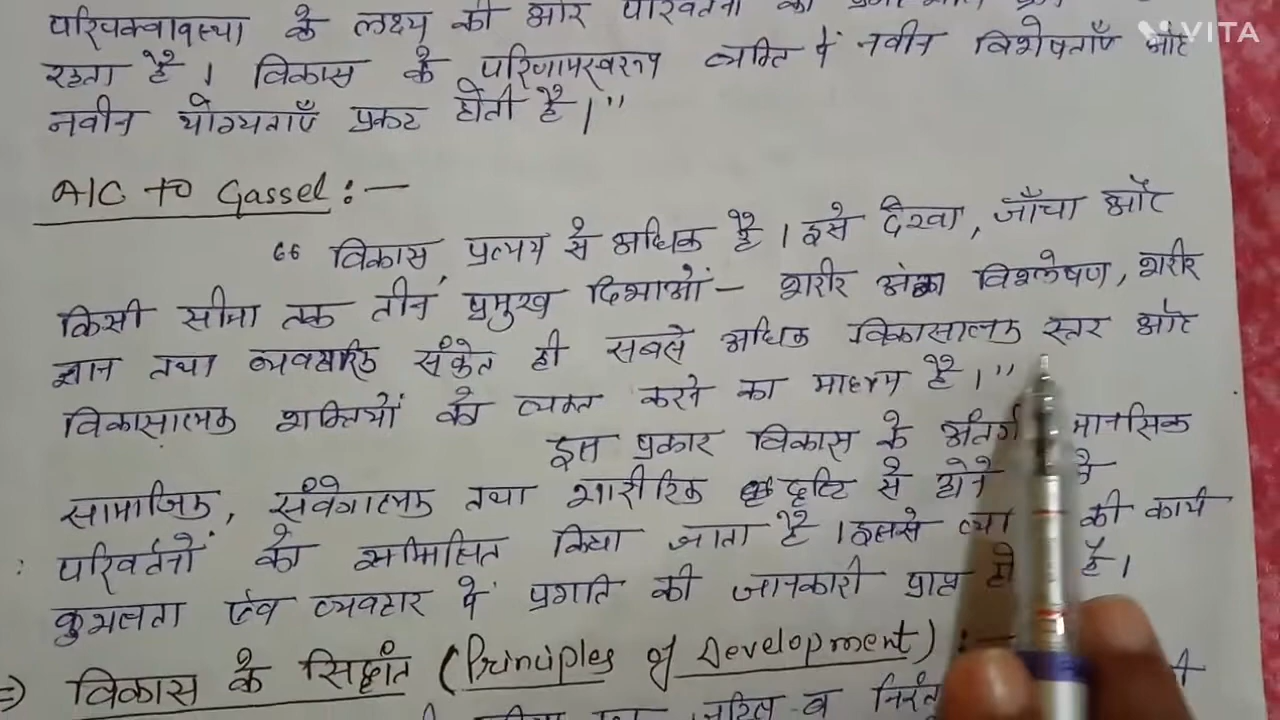 परिपक्वावस्था के लक्ष्य की ओर परिवर्तनों का
VITA
रहता है । विकास के परिणामस्वरूप व्यक्ति में नवीन विशेषताएँ और
नवीन योग्यताएँ प्रकट होती है।"
A/C to Gassel :—
“ विकास, प्रत्यय से अधिक है । इसे देखा, जाँचा और
किसी सीमा तक तीन प्रमुख दिशाओं - शरीर अंक विश्लेषण, शरीर
ज्ञान तथा व्यवहारिक संकेत ही सबसे अधिक विकासात्मक स्तर और
विकासात्मक शक्तियों को व्यक्त करने का माध्यम है।"
इस प्रकार विकास के मानसिक
सामाजिक, संवेगात्मक तथा शारीरिक दृष्टि से होने
परिवर्तनों को सम्मिलित किया जाता है ।इससे की कार्य
कुशलता एंव व्यवहार में प्रगति की जानकारी प्राप्त है।
=> विकास के सिद्धांत (Principles of Development) :—
जटिल व